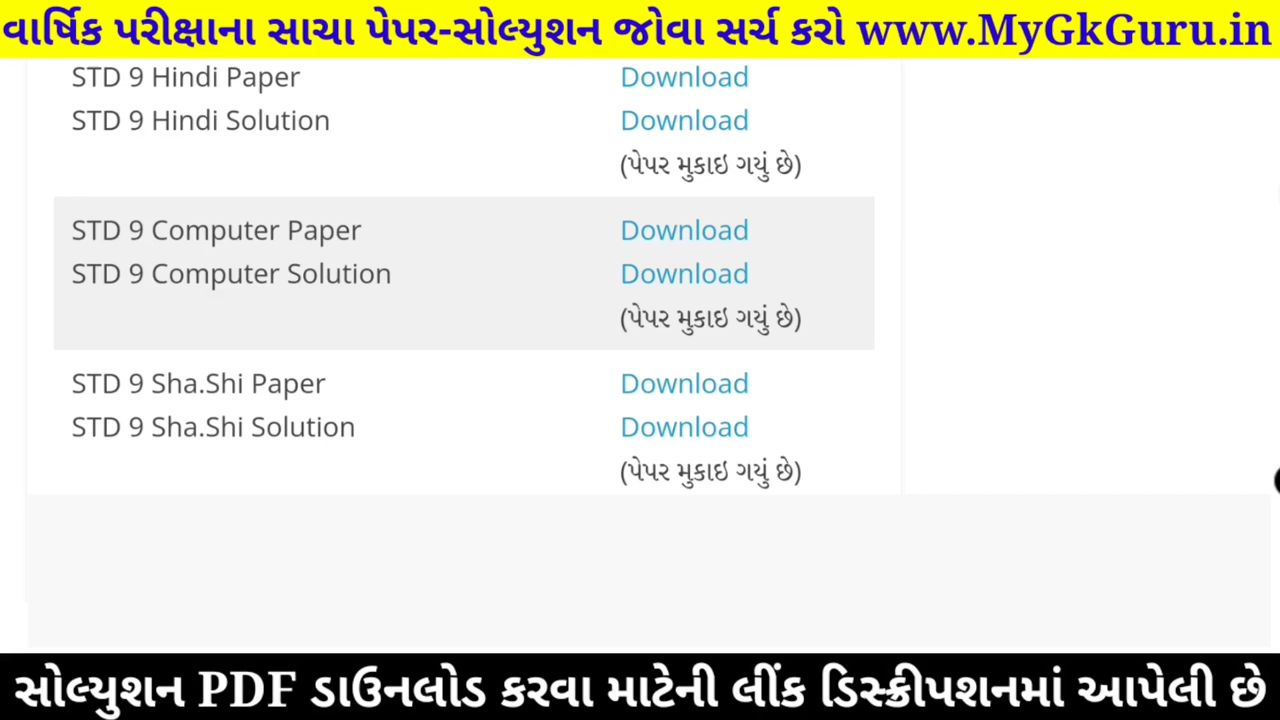 વાર્ષિક પરીક્ષાના સાચા પેપર-સોલ્યુશન જોવા સર્ચ કરો www.MyGkGuru.in
STD 9 Hindi Paper Download
STD 9 Hindi Solution Download
(પેપર મુકાઇ ગયું છે)
STD 9 Computer Paper Download
STD 9 Computer Solution Download
(પેપર મુકાઇ ગયું છે)
STD 9 Sha.Shi Paper Download
STD 9 Sha.Shi Solution Download
(પેપર મુકાઇ ગયું છે)
સોલ્યુશન PDF ડાઉનલોડ કરવા માટેની લીંક ડિસ્ક્રીપશનમાં આપેલી છે